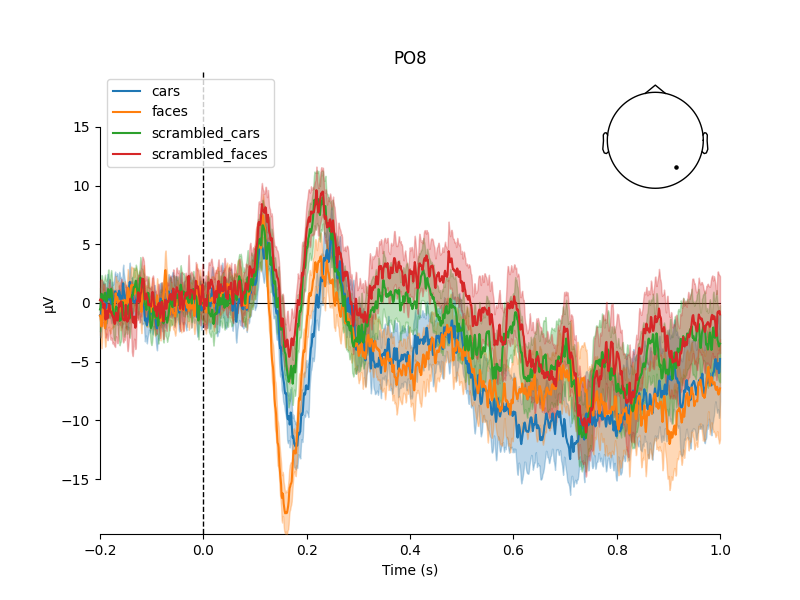 PO8
cars
faces
scrambled_cars
scrambled_faces
15
10
5
0
−5
−10
−15
µV
−0.2 0.0 0.2 0.4 0.6 0.8 1.0
Time (s)